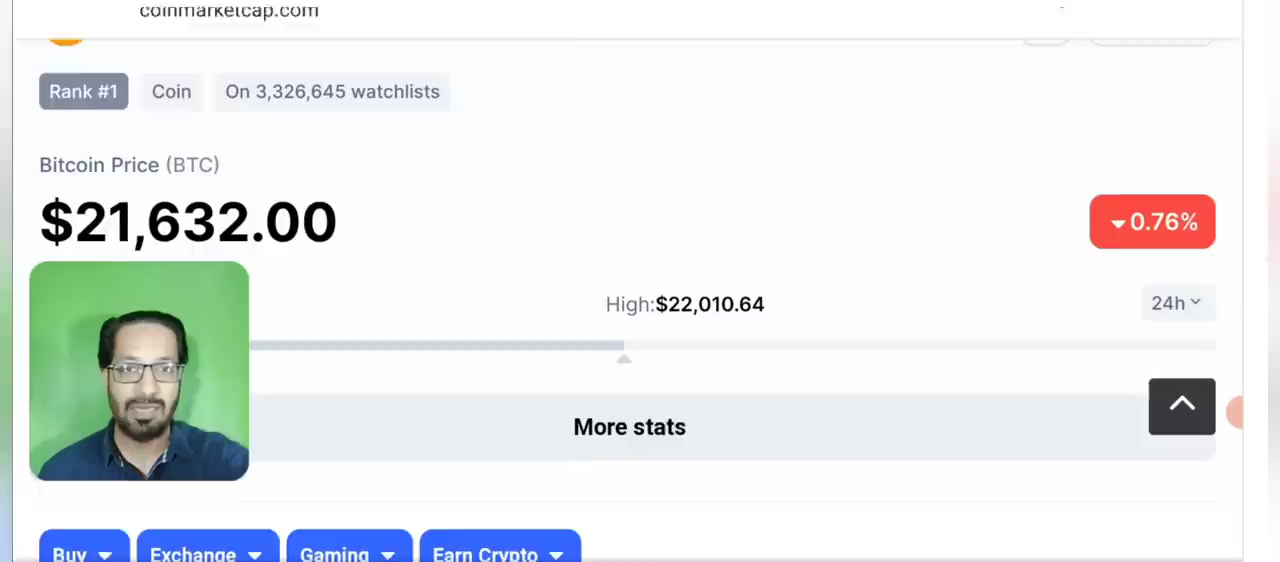 coinmarketcap.com
Rank #1 Coin On 3,326,645 watchlists
Bitcoin Price (BTC)
$21,632.00
0.76%
High:$22,010.64
24h
More stats
Buy Exchange Gaming Earn Crypto